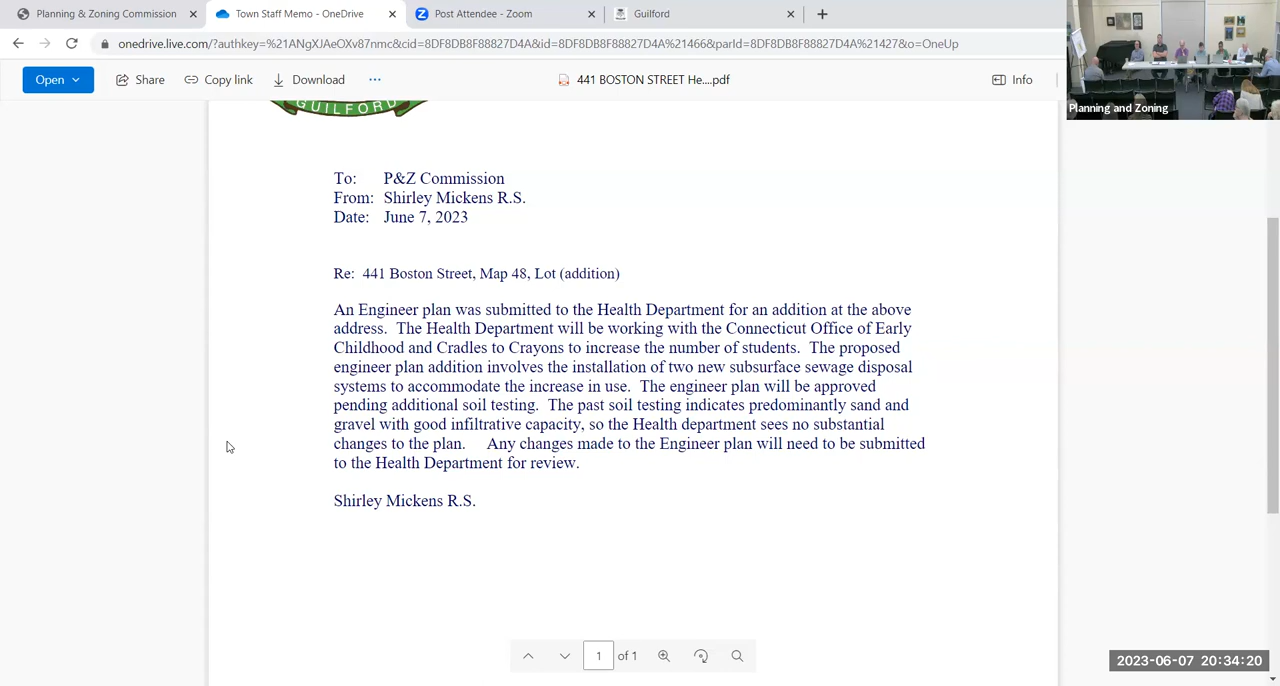 Planning & Zoning Commission
Town Staff Memo - OneDrive
Post Attendee - Zoom
Guilford
onedrive.live.com/?authkey=%21ANgXJAeOXv87nmc&cid=8DF8DB8F88827D4A&id=8DF8DB8F88827D4A%21466&parId=8DF8DB8F88827D4A%21427&o=OneUp
Open
Share
Copy link
Download
441 BOSTON STREET He....pdf
Info
Planning and Zoning
GUILFORD
To: P&Z Commission
From: Shirley Mickens R.S.
Date: June 7, 2023
Re: 441 Boston Street, Map 48, Lot (addition)
An Engineer plan was submitted to the Health Department for an addition at the above
address. The Health Department will be working with the Connecticut Office of Early
Childhood and Cradles to Crayons to increase the number of students. The proposed
engineer plan addition involves the installation of two new subsurface sewage disposal
systems to accommodate the increase in use. The engineer plan will be approved
pending additional soil testing. The past soil testing indicates predominantly sand and
gravel with good infiltrative capacity, so the Health department sees no substantial
changes to the plan. Any changes made to the Engineer plan will need to be submitted
to the Health Department for review.
Shirley Mickens R.S.
1 of 1
2023-06-07 20:34:20